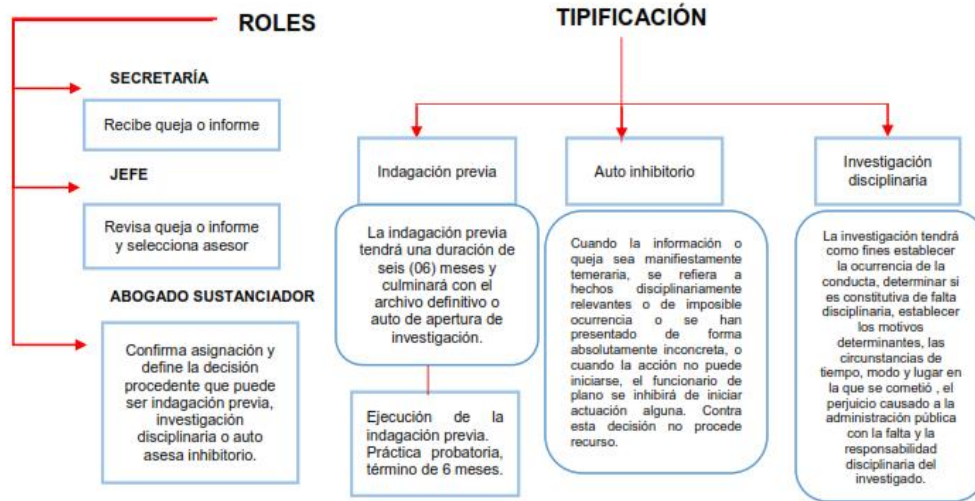 ROLES
SECRETARÍA
Recibe queja o informe
JEFE
Revisa queja o informe
y selecciona asesor
ABOGADO SUSTANCIADOR
Confirma asignación y
define la decisión
procedente que puede
ser indagación previa,
investigación
disciplinaria o auto
asesa inhibitorio.
TIPIFICACIÓN
Indagación previa
La indagación previa
tendrá una duración de
seis (06) meses y
culminará con el
archivo definitivo o
auto de apertura de
investigación.
Ejecución de la
indagación previa.
Práctica probatoria,
término de 6 meses.
Auto inhibitorio
Cuando la información o
queja sea manifiestamente
temeraria, se refiera a
hechos disciplinariamente
relevantes o de imposible
ocurrencia o se han
presentado de forma
absolutamente inconcreta, o
cuando la acción no puede
iniciarse, el funcionario de
plano se inhibirá de iniciar
actuación alguna. Contra
esta decisión no procede
recurso.
Investigación
disciplinaria
La investigación tendrá
como fines establecer
la ocurrencia de la
conducta, determinar si
es constitutiva de falta
disciplinaria, establecer
los motivos
determinantes, las
circunstancias de
tiempo, modo y lugar en
la que se cometió , el
perjuicio causado a la
administración pública
con la falta y la
responsabilidad
disciplinaria del
investigado.